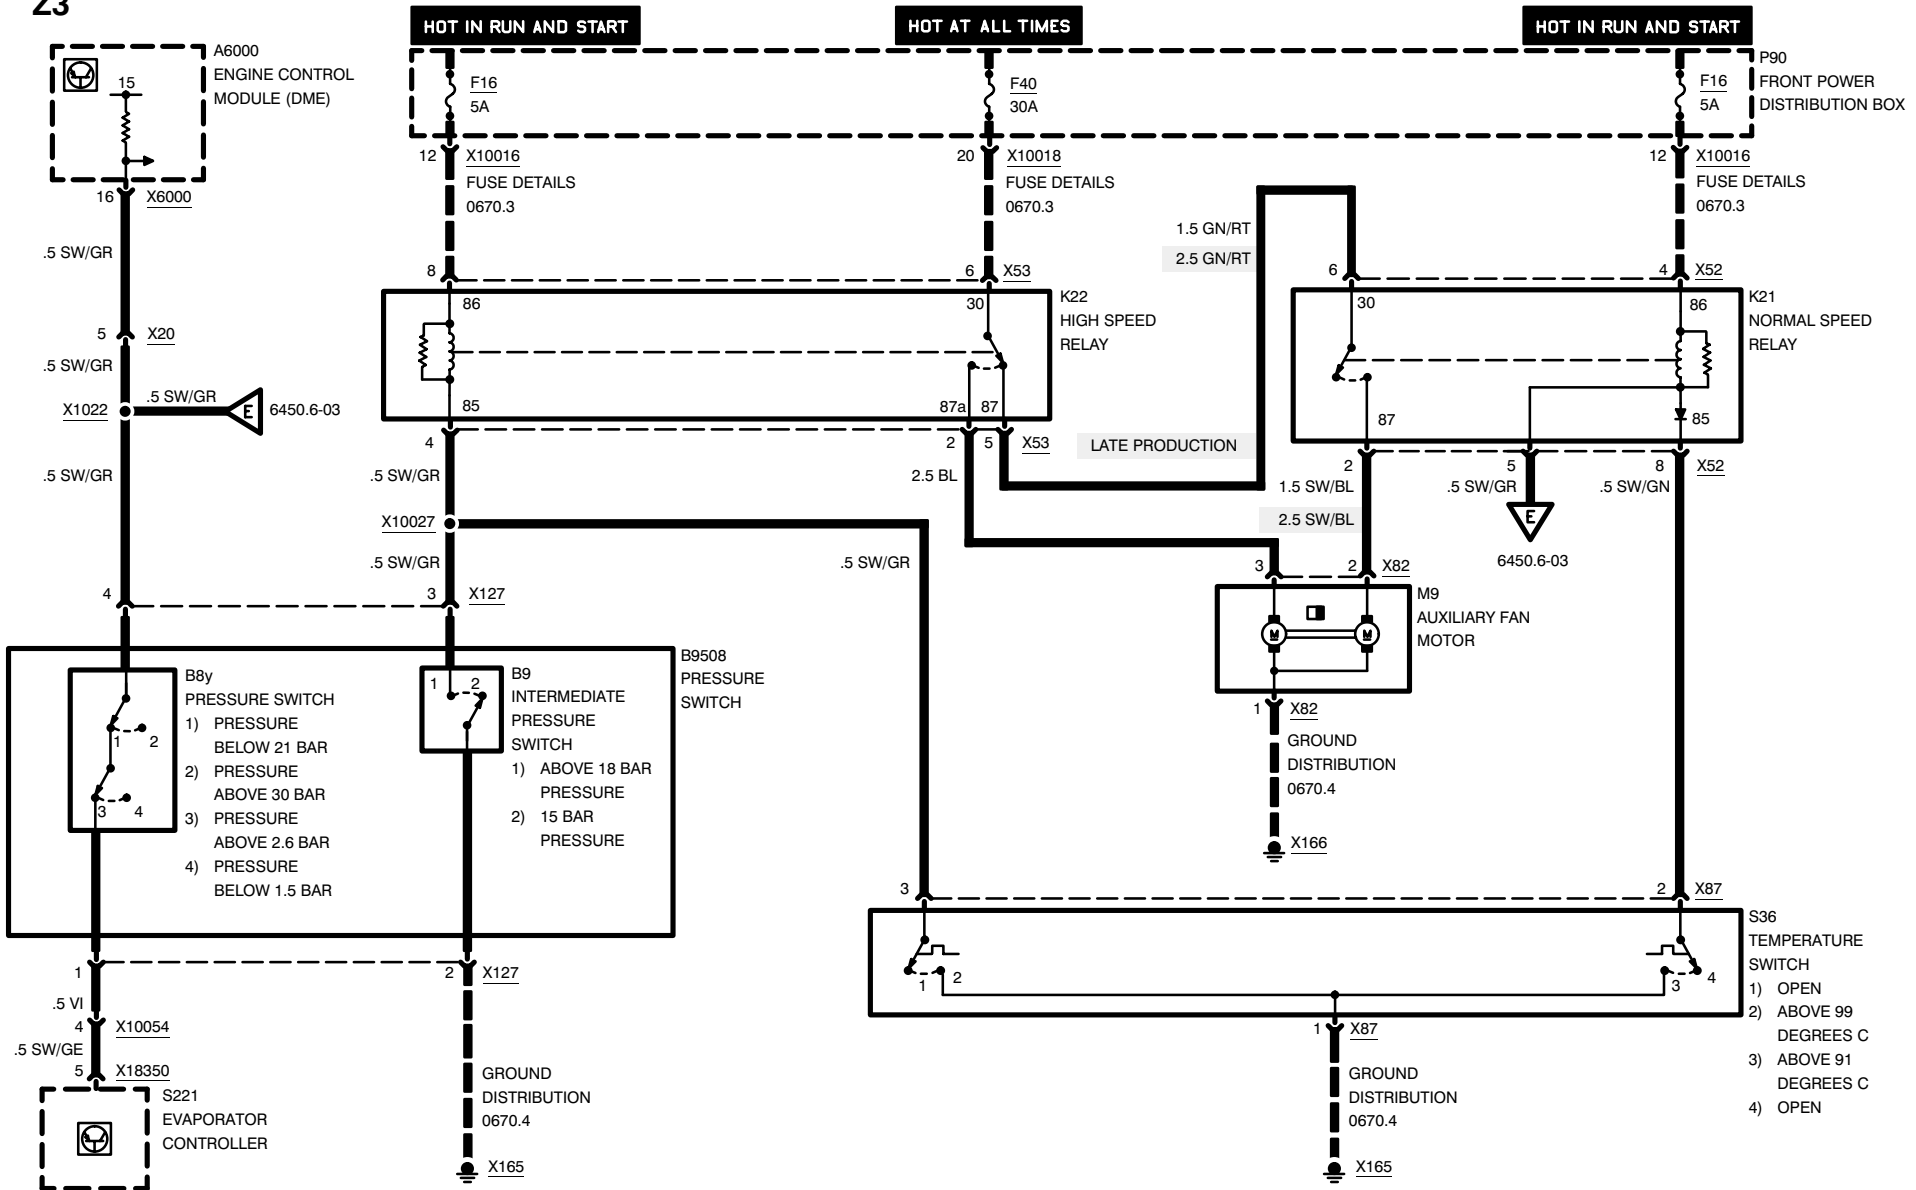 Z3
HOT IN RUN AND START
HOT AT ALL TIMES
HOT IN RUN AND START
A6000
ENGINE CONTROL
MODULE (DME)
15
F16
5A
F40
30A
F16
5A
P90
FRONT POWER
DISTRIBUTION BOX
16
X6000
12
X10016
FUSE DETAILS
0670.3
20
X10018
FUSE DETAILS
0670.3
12
X10016
FUSE DETAILS
0670.3
.5 SW/GR
1.5 GN/RT
2.5 GN/RT
8
6
X53
6
4
X52
86
30
K22
HIGH SPEED
RELAY
30
86
K21
NORMAL SPEED
RELAY
5
X20
.5 SW/GR
.5 SW/GR
X1022
E
6450.6-03
85
87a
87
87
85
4
2
5
X53
LATE PRODUCTION
2
5
8
X52
.5 SW/GR
.5 SW/GR
2.5 BL
1.5 SW/BL
.5 SW/GR
.5 SW/GN
X10027
2.5 SW/BL
E
6450.6-03
.5 SW/GR
.5 SW/GR
4
3
X127
3
2
X82
M9
AUXILIARY FAN
MOTOR
M
M
B9508
PRESSURE
SWITCH
B8y
PRESSURE SWITCH
1) PRESSURE
BELOW 21 BAR
2) PRESSURE
ABOVE 30 BAR
3) PRESSURE
ABOVE 2.6 BAR
4) PRESSURE
BELOW 1.5 BAR
1
2
3
4
1
2
B9
INTERMEDIATE
PRESSURE
SWITCH
1) ABOVE 18 BAR
PRESSURE
2) 15 BAR
PRESSURE
1
X82
GROUND
DISTRIBUTION
0670.4
X166
3
2
X87
S36
TEMPERATURE
SWITCH
1) OPEN
2) ABOVE 99
DEGREES C
3) ABOVE 91
DEGREES C
4) OPEN
1
2
3
4
1
2
X127
.5 VI
4
X10054
.5 SW/GE
5
X18350
S221
EVAPORATOR
CONTROLLER
GROUND
DISTRIBUTION
0670.4
X165
1
X87
GROUND
DISTRIBUTION
0670.4
X165